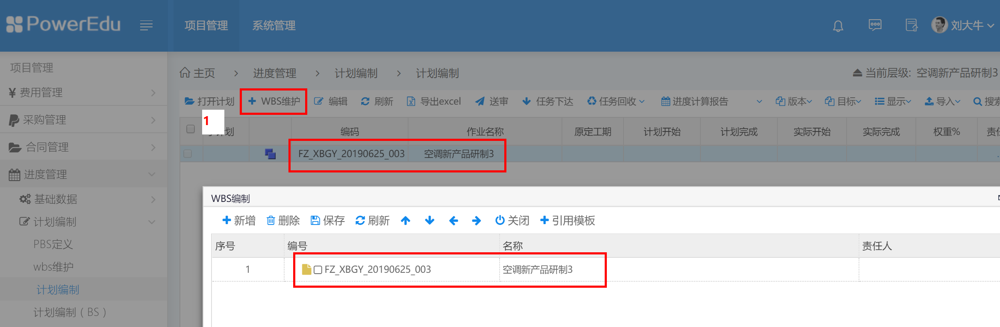 PowerEdu 项目管理 系统管理 刘大牛
项目管理
¥ 费用管理
采购管理
合同管理
进度管理
基础数据
计划编制
PBS定义
wbs维护
计划编制
计划编制（BS）
主页 > 进度管理 > 计划编制 > 计划编制 当前层级: 空调新产品研制3
打开计划 WBS维护 编辑 刷新 导出excel 送审 任务下达 任务回收 进度计算报告 版本 目标 显示 导入 搜索
1
计划 编码 作业名称 原定工期 计划开始 计划完成 实际开始 实际完成 权重% 责任
FZ_XBGY_20190625_003 空调新产品研制3
WBS编制
新增 删除 保存 刷新 关闭 引用模板
序号 编号 名称 责任人
1 FZ_XBGY_20190625_003 空调新产品研制3